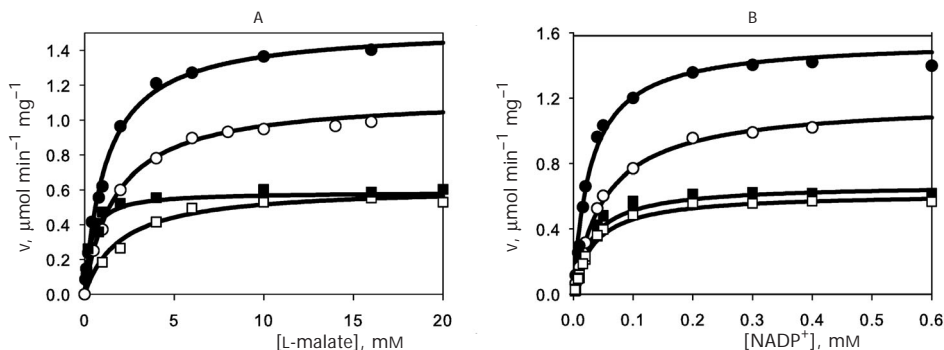 A
1.4
1.2
1.0
0.8
0.6
0.4
0.2
0.0
v, μmol min⁻¹ mg⁻¹
0 5 10 15 20
[L-malate], mM
B
1.6
1.2
0.8
0.4
0.0
v, μmol min⁻¹ mg⁻¹
0.0 0.1 0.2 0.3 0.4 0.6
[NADP⁺], mM